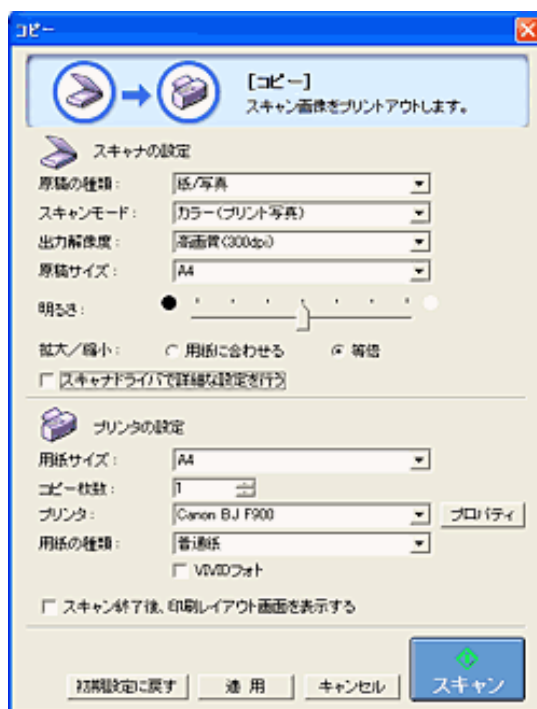 コピー
[コピー]
スキャン画像をプリントアウトします。
スキャナの設定
原稿の種類： 紙/写真
スキャンモード： カラー(プリント写真)
出力解像度： 高画質(300dpi)
原稿サイズ： A4
明るさ：
拡大／縮小： 用紙に合わせる 等倍
スキャナドライバで詳細な設定を行う
プリンタの設定
用紙サイズ： A4
コピー枚数： 1
プリンタ： Canon BJ F900 プロパティ
用紙の種類： 普通紙
VIVIDフォト
スキャン終了後、印刷レイアウト画面を表示する
初期設定に戻す 適 用 キャンセル スキャン